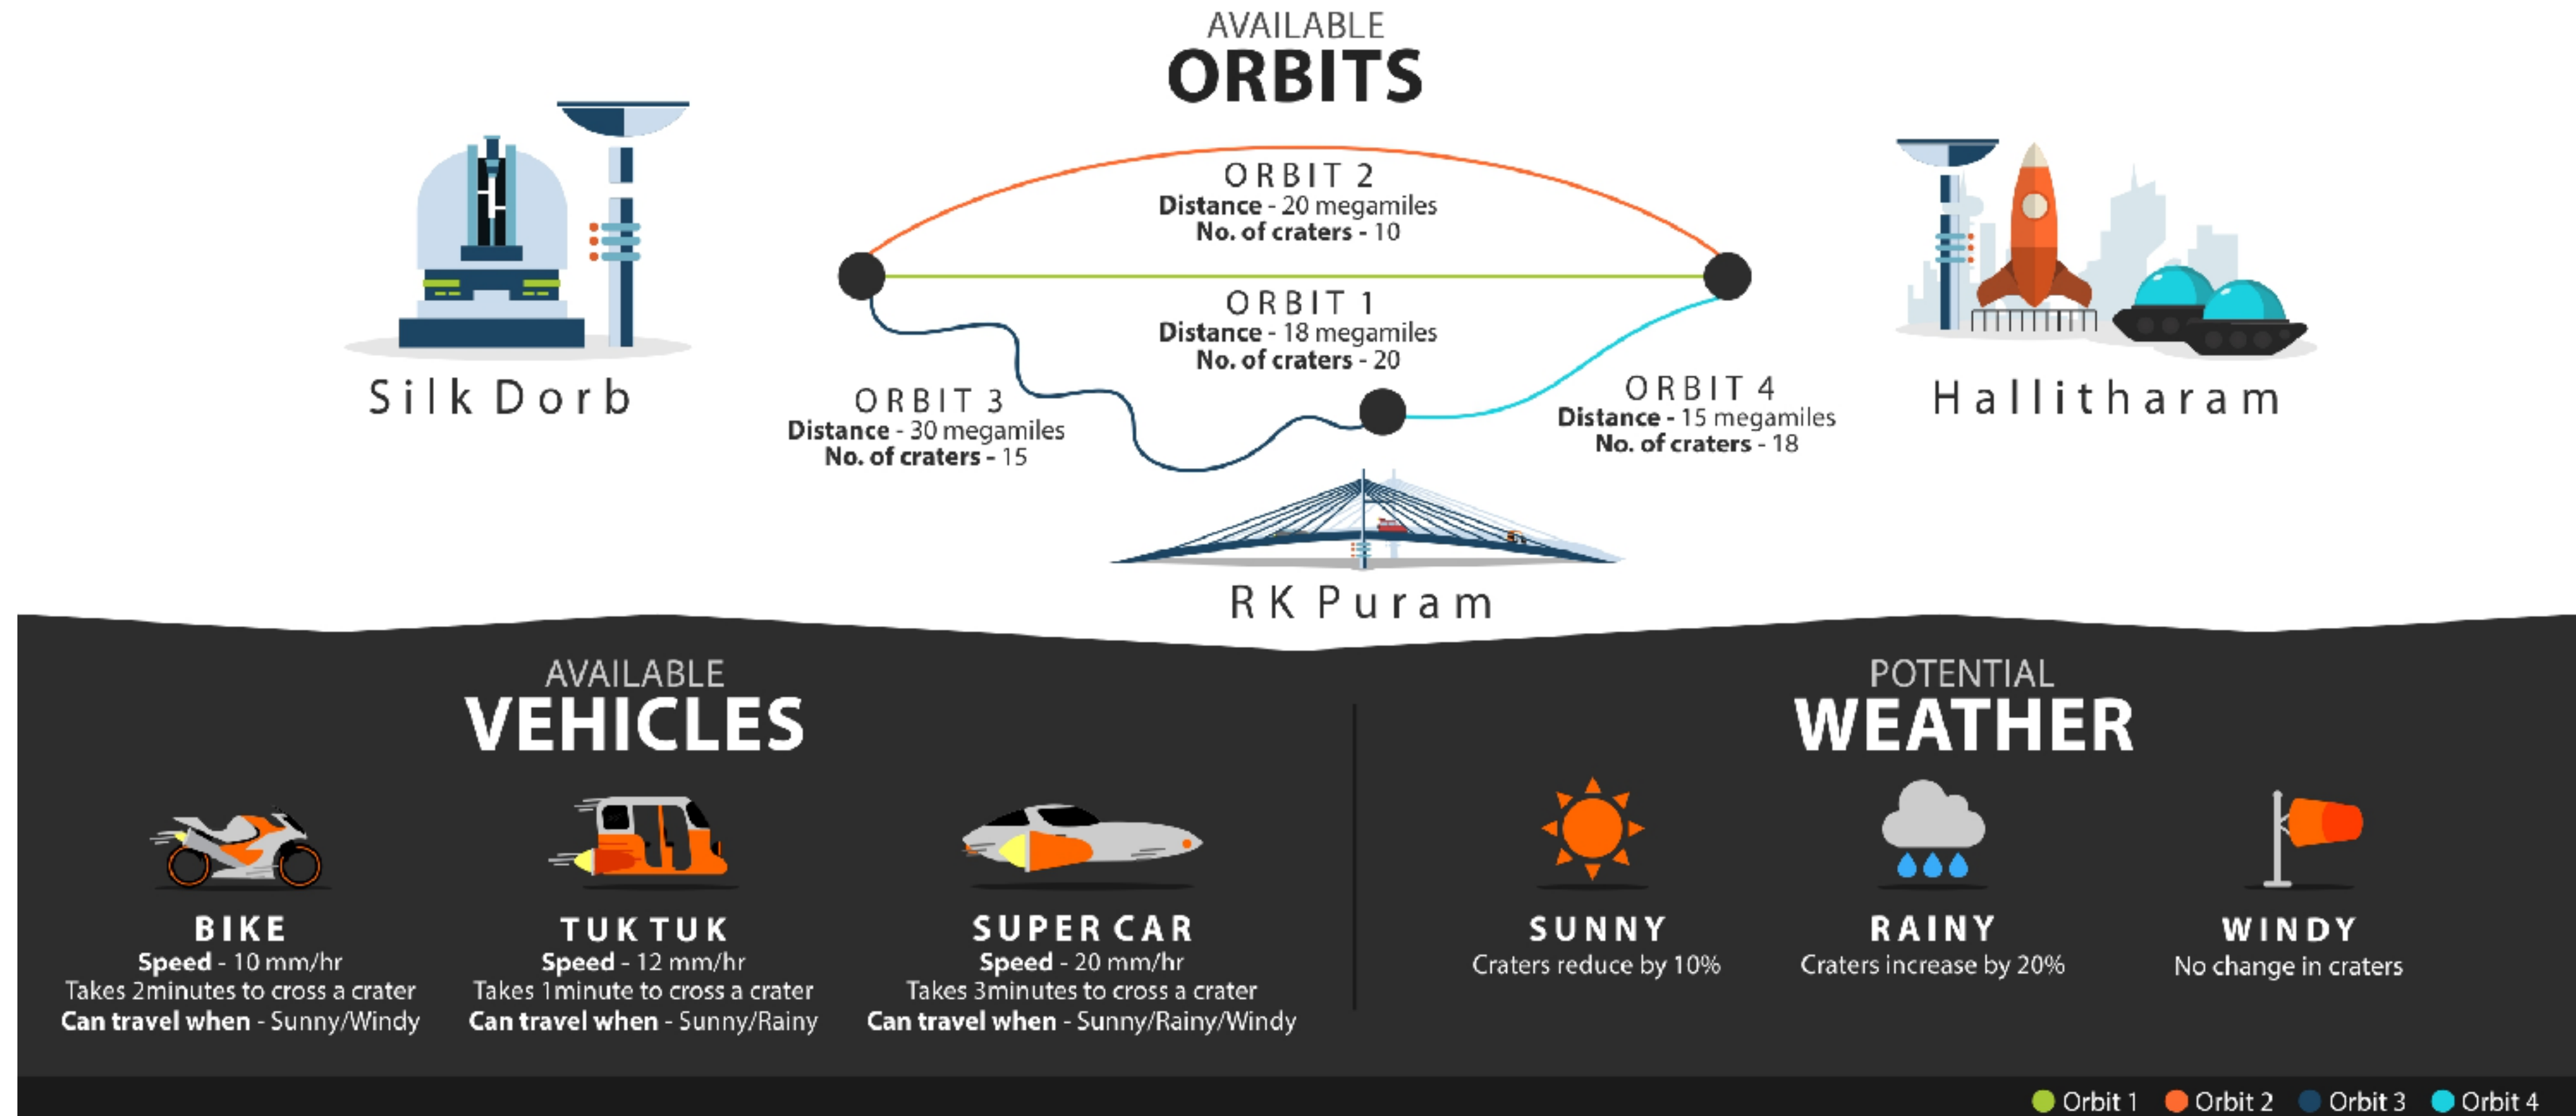 AVAILABLE
ORBITS
ORBIT 2
Distance - 20 megamiles
No. of craters - 10
ORBIT 1
Distance - 18 megamiles
No. of craters - 20
Silk Dorb
ORBIT 3
Distance - 30 megamiles
No. of craters - 15
ORBIT 4
Distance - 15 megamiles
No. of craters - 18
Hallitharam
RK Puram
AVAILABLE
VEHICLES
BIKE
Speed - 10 mm/hr
Takes 2minutes to cross a crater
Can travel when - Sunny/Windy
TUK TUK
Speed - 12 mm/hr
Takes 1minute to cross a crater
Can travel when - Sunny/Rainy
SUPER CAR
Speed - 20 mm/hr
Takes 3minutes to cross a crater
Can travel when - Sunny/Rainy/Windy
POTENTIAL
WEATHER
SUNNY
Craters reduce by 10%
RAINY
Craters increase by 20%
WINDY
No change in craters
Orbit 1 Orbit 2 Orbit 3 Orbit 4